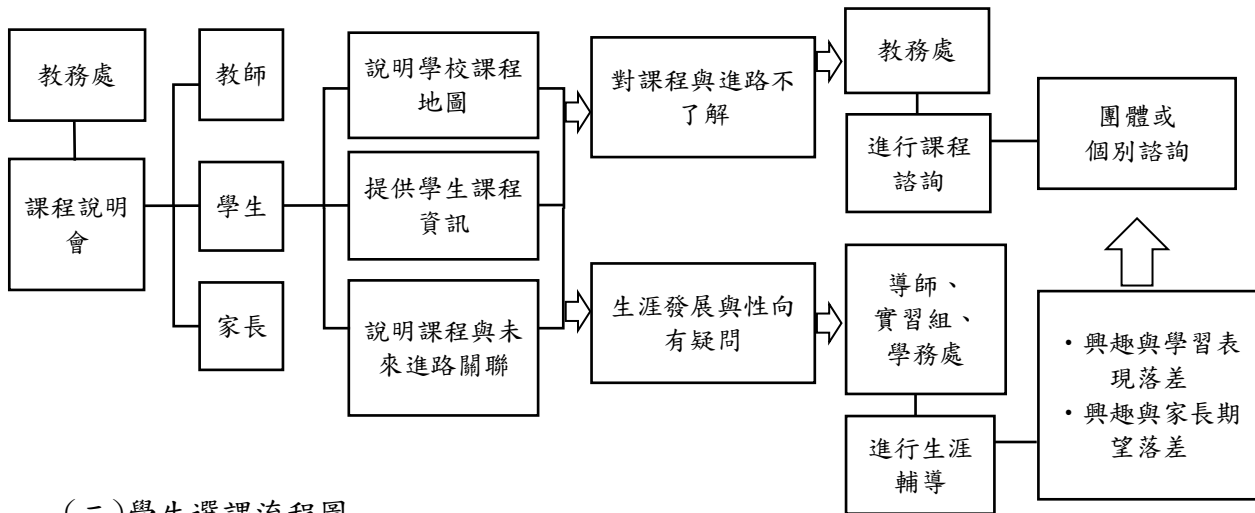 教務處
課程說明
會
教師
學生
家長
說明學校課程
地圖
提供學生課程
資訊
說明課程與未
來進路關聯
對課程與進路不
了解
生涯發展與性向
有疑問
教務處
進行課程
諮詢
導師、
實習組、
學務處
進行生涯
輔導
團體或
個別諮詢
・興趣與學習表
現落差
・興趣與家長期
望落差